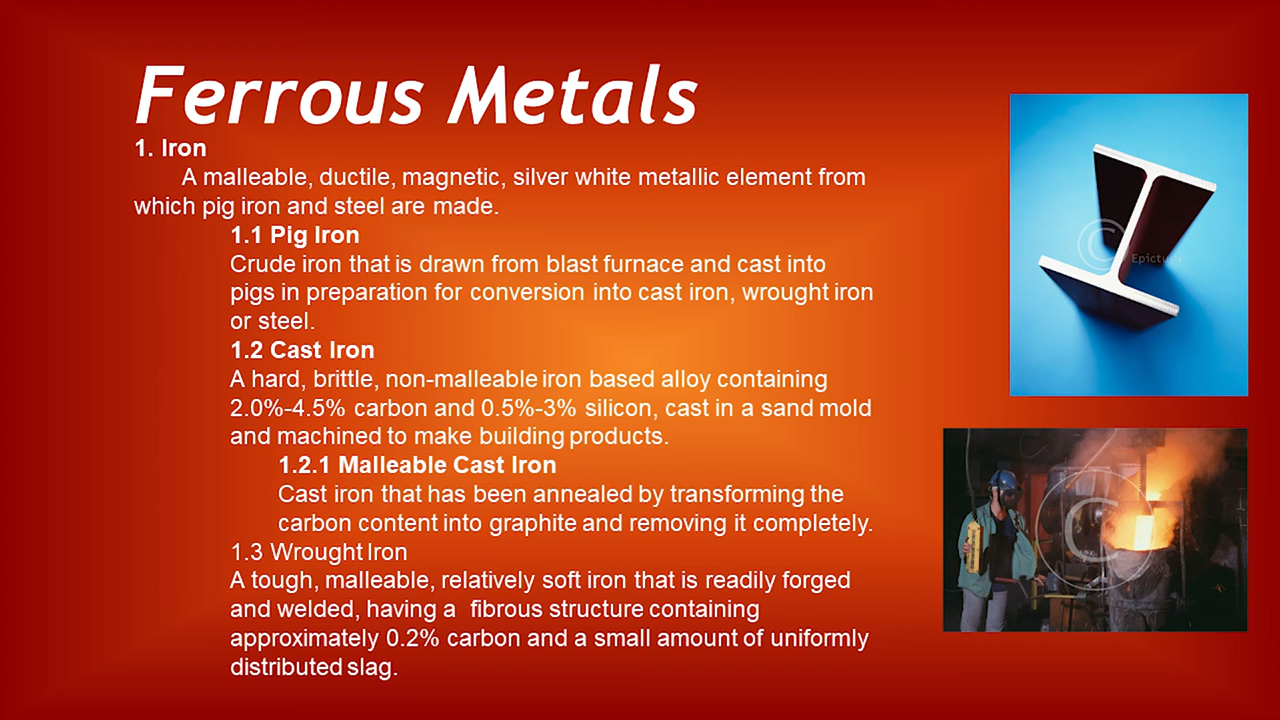 Ferrous Metals
1. Iron
A malleable, ductile, magnetic, silver white metallic element from
which pig iron and steel are made.
1.1 Pig Iron
Crude iron that is drawn from blast furnace and cast into
pigs in preparation for conversion into cast iron, wrought iron
or steel.
1.2 Cast Iron
A hard, brittle, non-malleable iron based alloy containing
2.0%-4.5% carbon and 0.5%-3% silicon, cast in a sand mold
and machined to make building products.
1.2.1 Malleable Cast Iron
Cast iron that has been annealed by transforming the
carbon content into graphite and removing it completely.
1.3 Wrought Iron
A tough, malleable, relatively soft iron that is readily forged
and welded, having a fibrous structure containing
approximately 0.2% carbon and a small amount of uniformly
distributed slag.